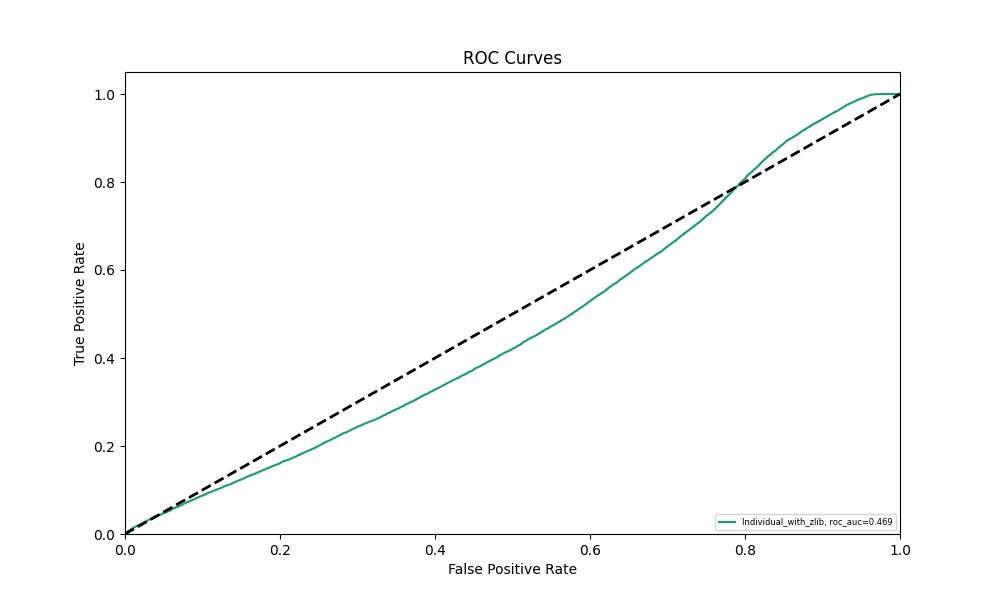 ROC Curves
True Positive Rate
1.0
0.8
0.6
0.4
0.2
0.0
0.0 0.2 0.4 0.6 0.8 1.0
False Positive Rate
Individual_with_zlib, roc_auc=0.469